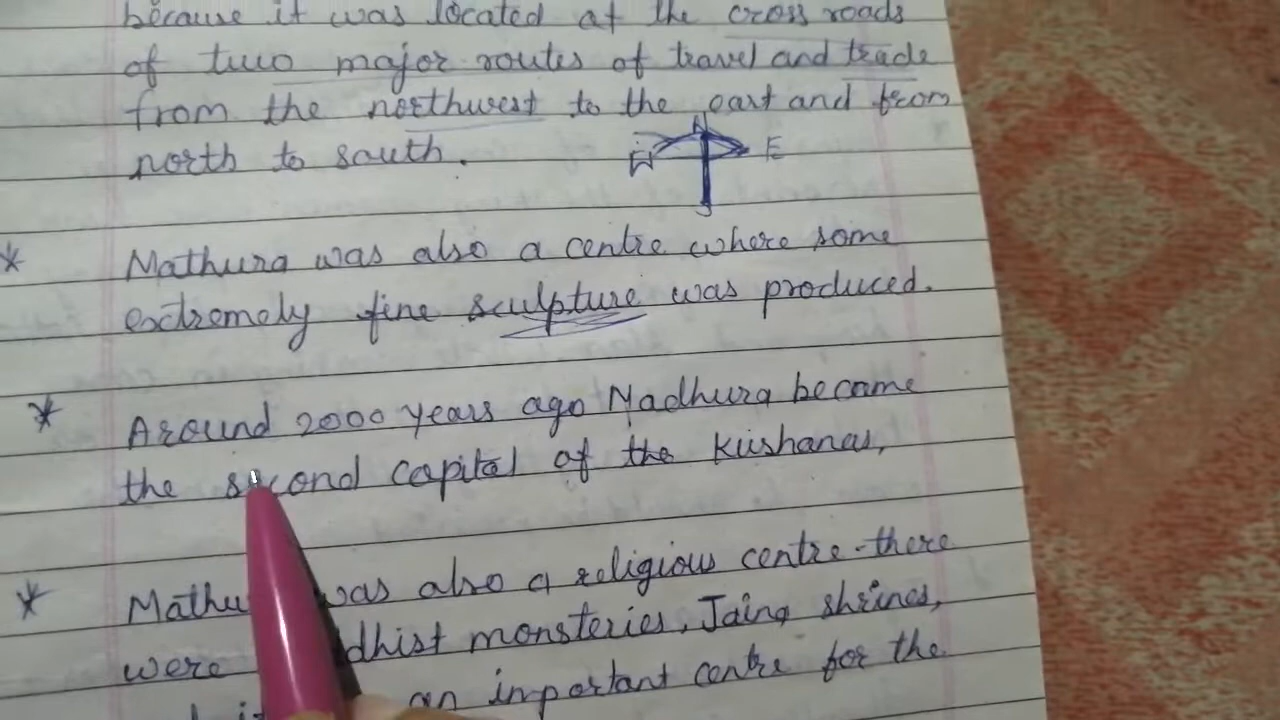 because it was located at the cross roads
of two major routes of travel and trade
from the northwest to the east and from
north to south.
N
W E
S
* Mathura was also a centre where some
extremely fine sculpture was produced.
* Around 2000 years ago Madhura became
the second capital of the Kushanas,
* was also a religious centre-there
were monsteries, Jaina shrines,
an important centre for the